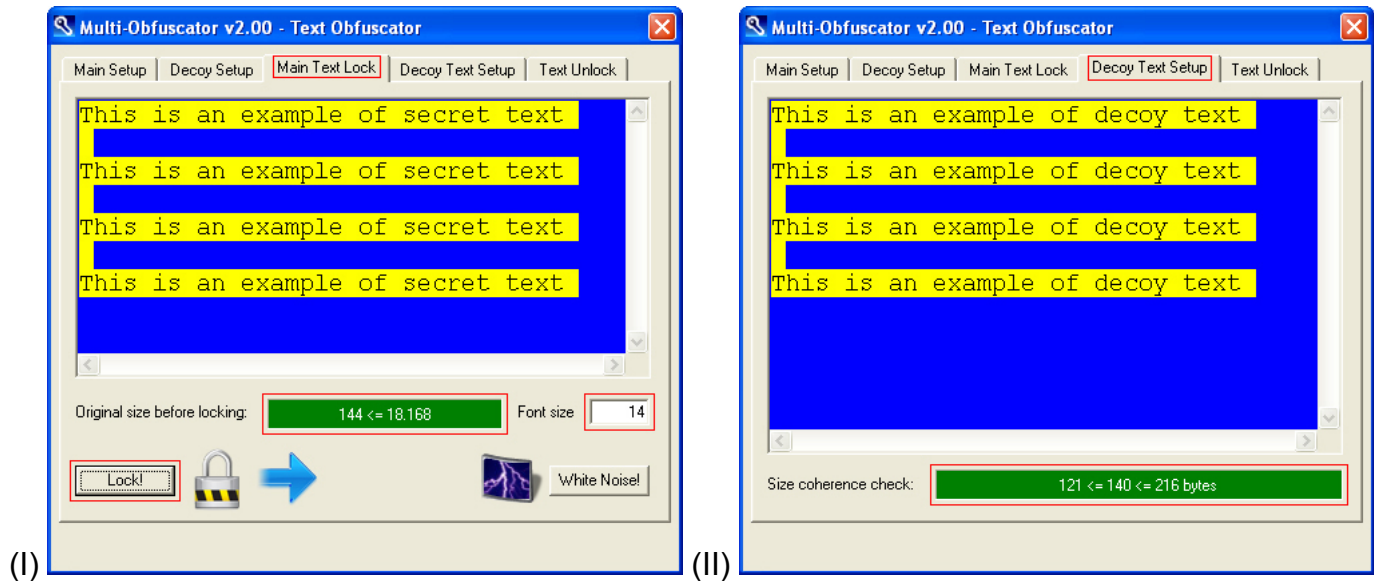 Multi-Obfuscator v2.00 - Text Obfuscator
Main Setup Decoy Setup Main Text Lock Decoy Text Setup Text Unlock
This is an example of secret text
This is an example of secret text
This is an example of secret text
This is an example of secret text
Original size before locking: 144 <= 18.168 Font size 14
Lock! White Noise!
(I)
Multi-Obfuscator v2.00 - Text Obfuscator
Main Setup Decoy Setup Main Text Lock Decoy Text Setup Text Unlock
This is an example of decoy text
This is an example of decoy text
This is an example of decoy text
This is an example of decoy text
Size coherence check: 121 <= 140 <= 216 bytes
(II)